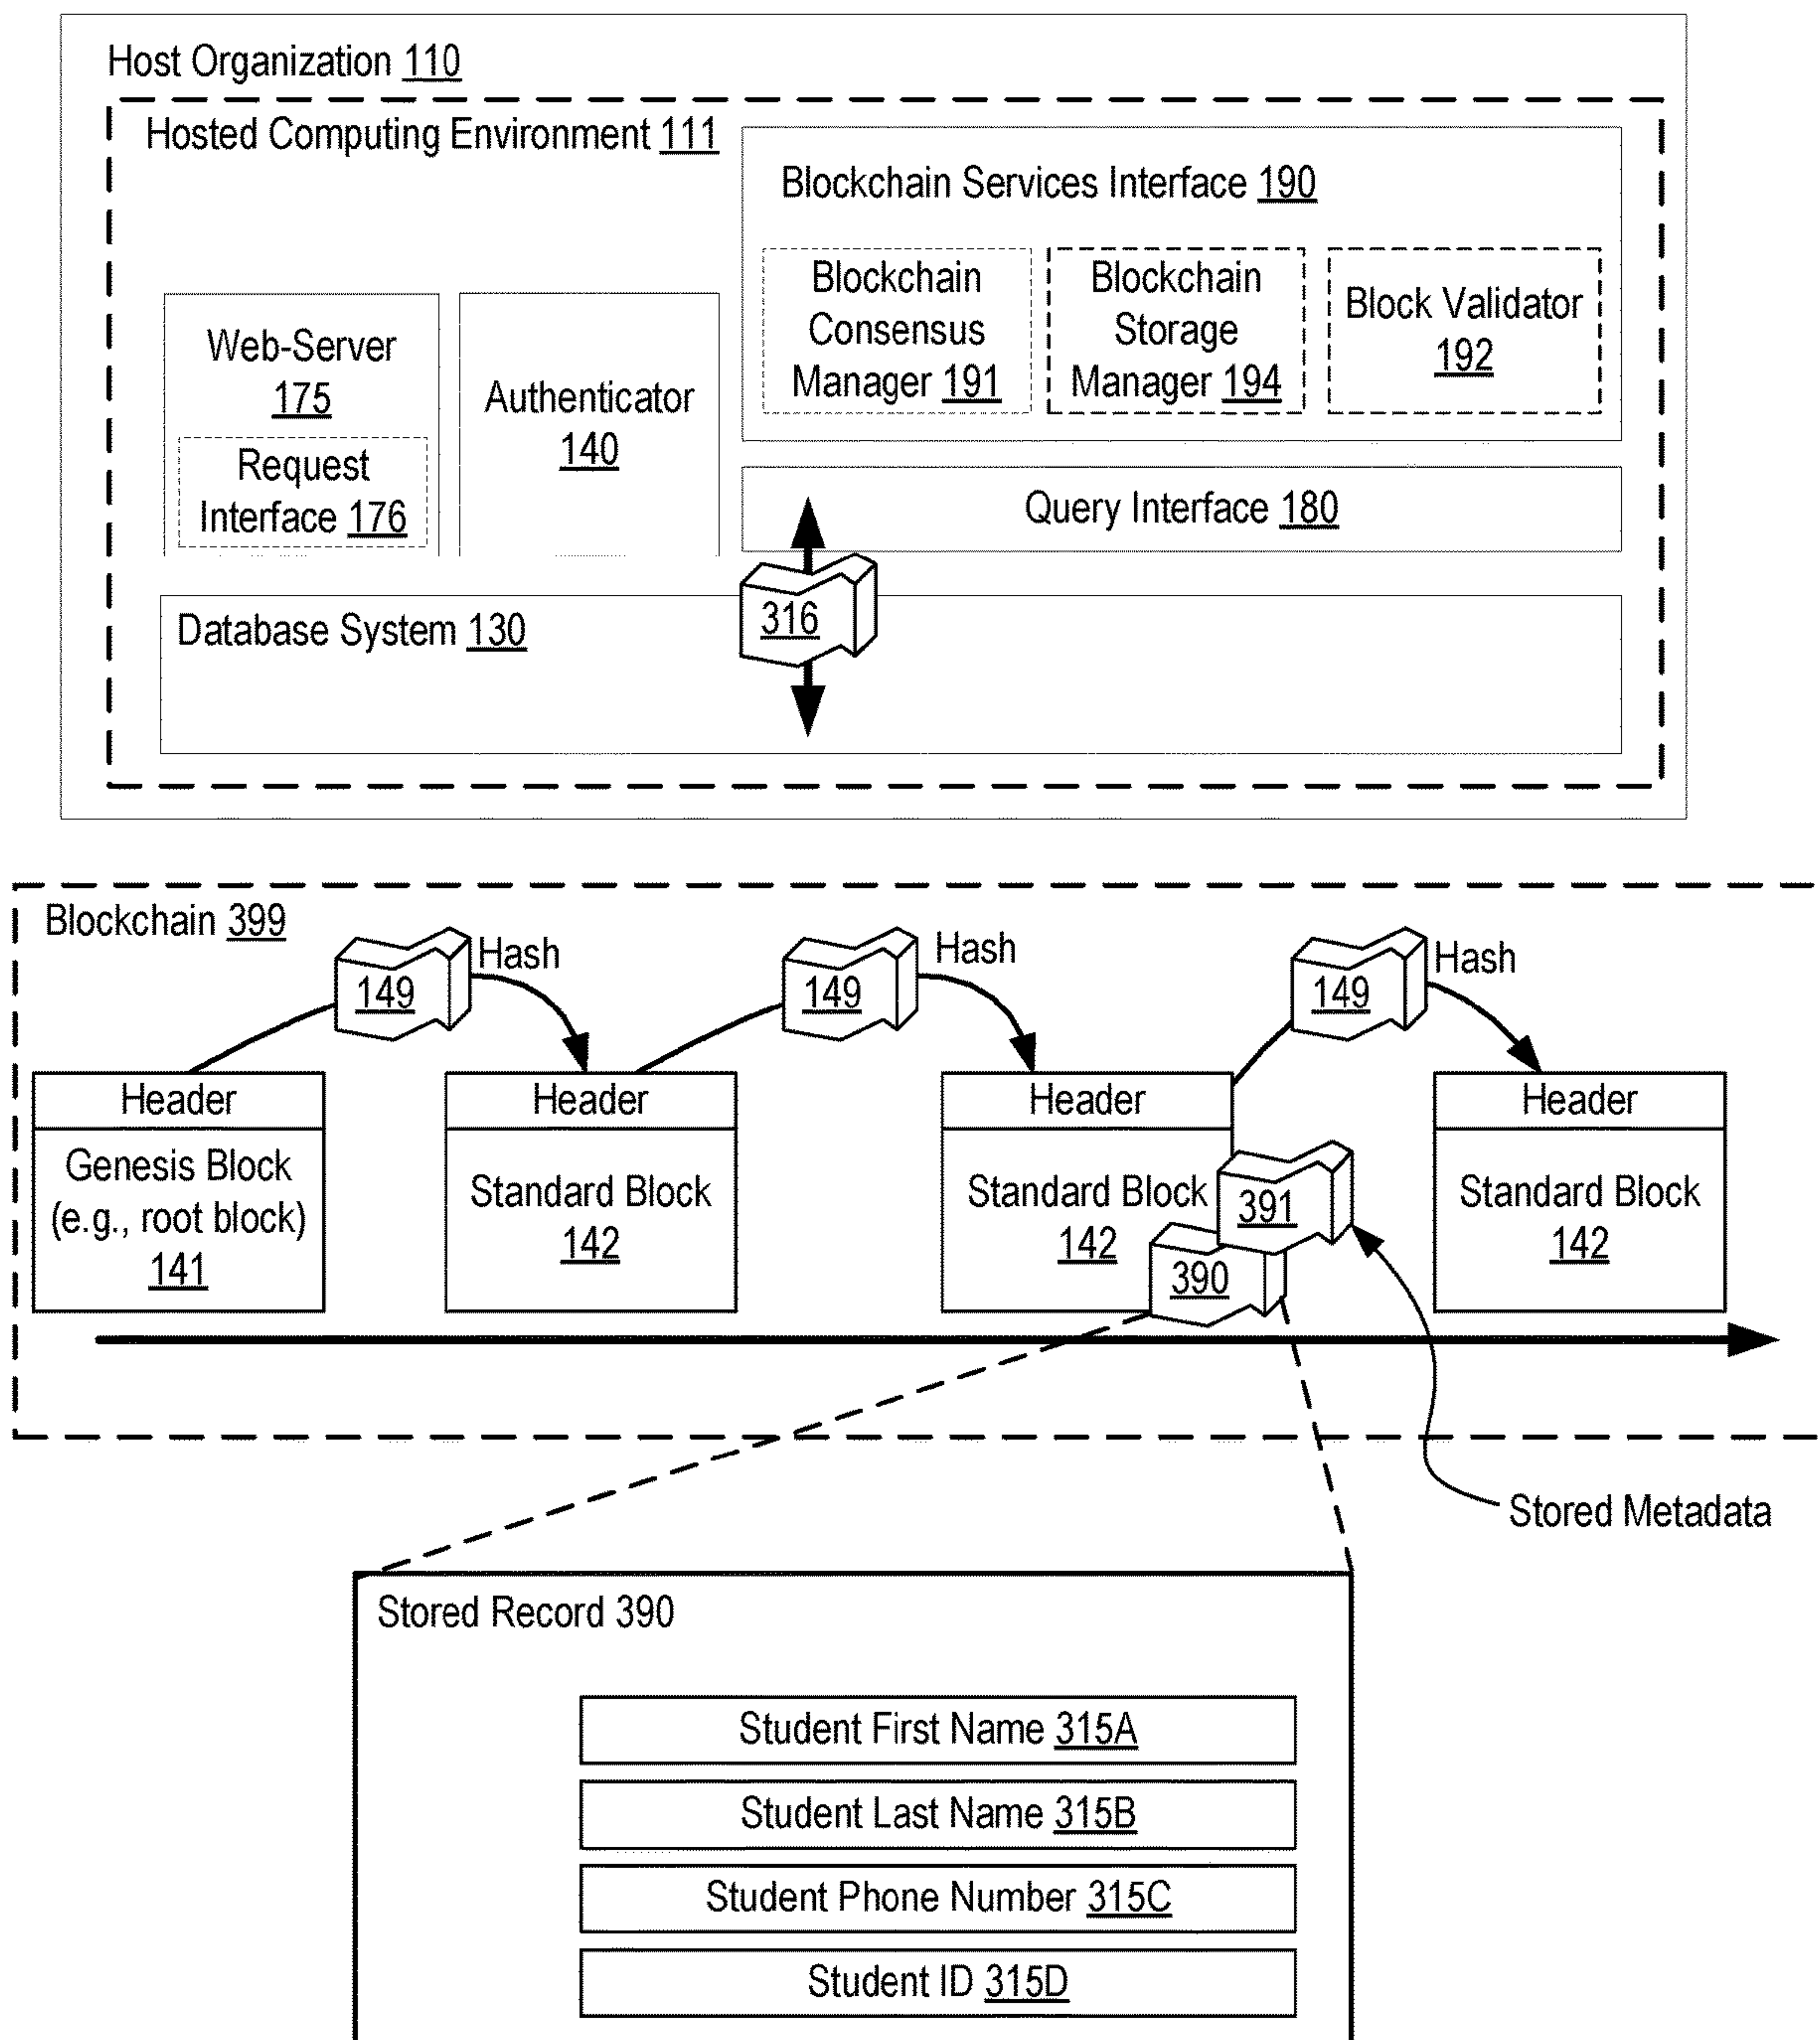 Host Organization 110
Hosted Computing Environment 111
Blockchain Services Interface 190
Blockchain
Consensus
Manager 191
Blockchain
Storage
Manager 194
Block Validator
192
Web-Server
175
Request
Interface 176
Authenticator
140
Query Interface 180
316
Database System 130
Blockchain 399
149
Hash
149
Hash
149
Hash
Header
Genesis Block
(e.g., root block)
141
Header
Standard Block
142
Header
Standard Block
142
391
390
Header
Standard Block
142
Stored Metadata
Stored Record 390
Student First Name 315A
Student Last Name 315B
Student Phone Number 315C
Student ID 315D